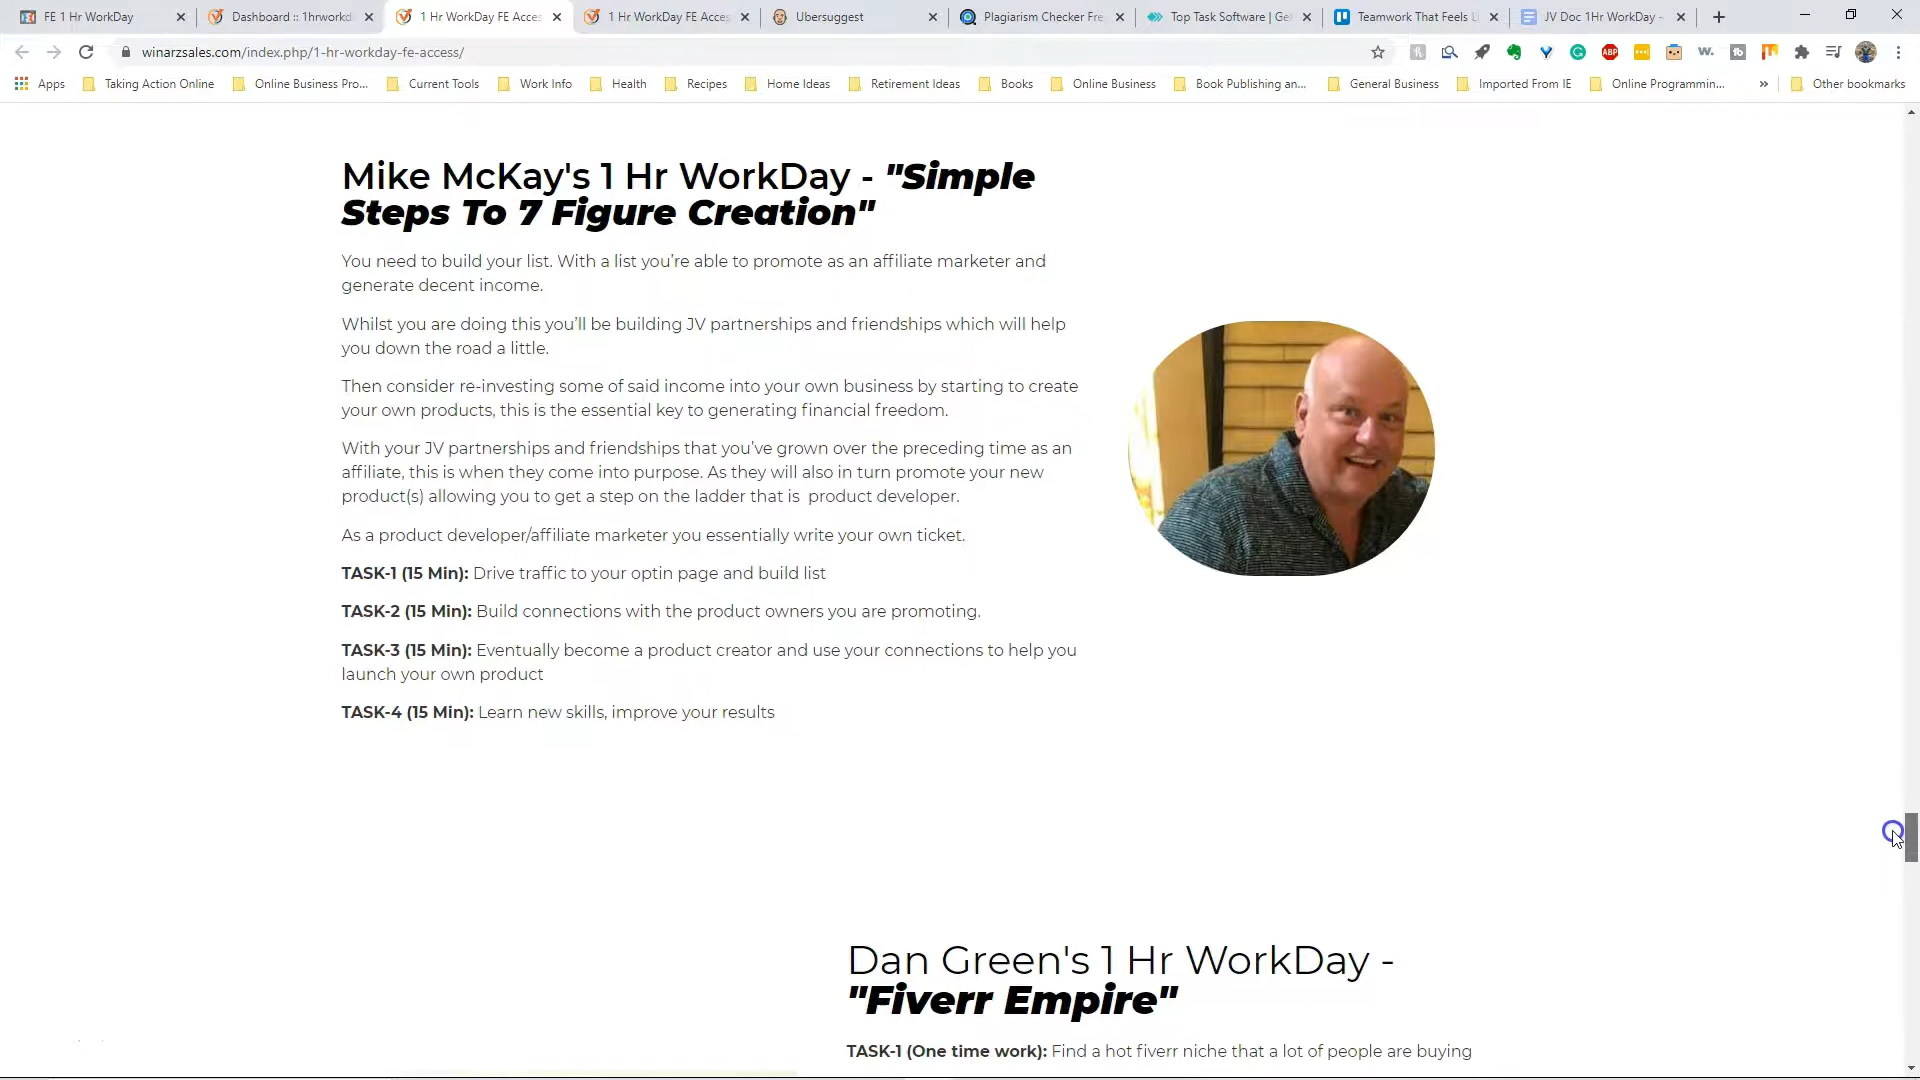 FE 1 Hr WorkDay
Dashboard :: 1hrworkd
1 Hr WorkDay FE Acces
1 Hr WorkDay FE Acces
Ubersuggest
Plagiarism Checker Fre
Top Task Software | Ge
Teamwork That Feels L
JV Doc 1Hr WorkDay -
winarzsales.com/index.php/1-hr-workday-fe-access/
Apps
Taking Action Online
Online Business Pro...
Current Tools
Work Info
Health
Recipes
Home Ideas
Retirement Ideas
Books
Online Business
Book Publishing an...
General Business
Imported From IE
Online Programmin...
Other bookmarks
Mike McKay's 1 Hr WorkDay - "Simple
Steps To 7 Figure Creation"
You need to build your list. With a list you’re able to promote as an affiliate marketer and
generate decent income.
Whilst you are doing this you’ll be building JV partnerships and friendships which will help
you down the road a little.
Then consider re-investing some of said income into your own business by starting to create
your own products, this is the essential key to generating financial freedom.
With your JV partnerships and friendships that you’ve grown over the preceding time as an
affiliate, this is when they come into purpose. As they will also in turn promote your new
product(s) allowing you to get a step on the ladder that is product developer.
As a product developer/affiliate marketer you essentially write your own ticket.
TASK-1 (15 Min): Drive traffic to your optin page and build list
TASK-2 (15 Min): Build connections with the product owners you are promoting.
TASK-3 (15 Min): Eventually become a product creator and use your connections to help you
launch your own product
TASK-4 (15 Min): Learn new skills, improve your results
Dan Green's 1 Hr WorkDay -
"Fiverr Empire"
TASK-1 (One time work): Find a hot fiverr niche that a lot of people are buying